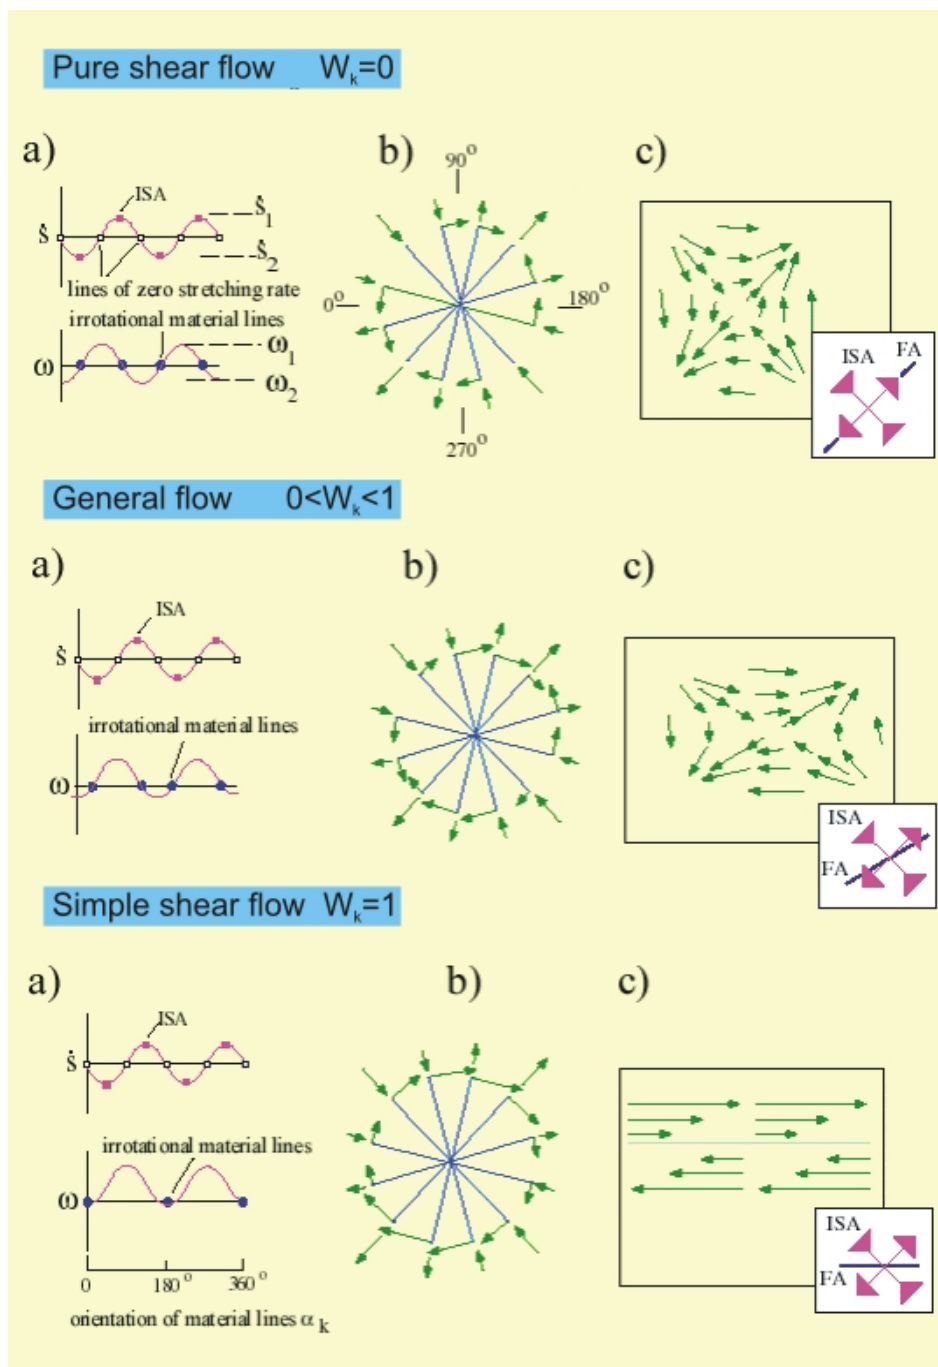 Pure shear flow W_k=0
a)
b)
c)
90°
ISA
Ṡ
Ṡ₁
Ṡ₂
lines of zero stretching rate
irrotational material lines
ω
ω₁
ω₂
0°
180°
270°
ISA FA
General flow 0<W_k<1
a)
b)
c)
ISA
Ṡ
irrotational material lines
ω
ISA
FA
Simple shear flow W_k=1
a)
b)
c)
ISA
Ṡ
irrotational material lines
ω
0 180° 360°
orientation of material lines α_k
ISA
FA